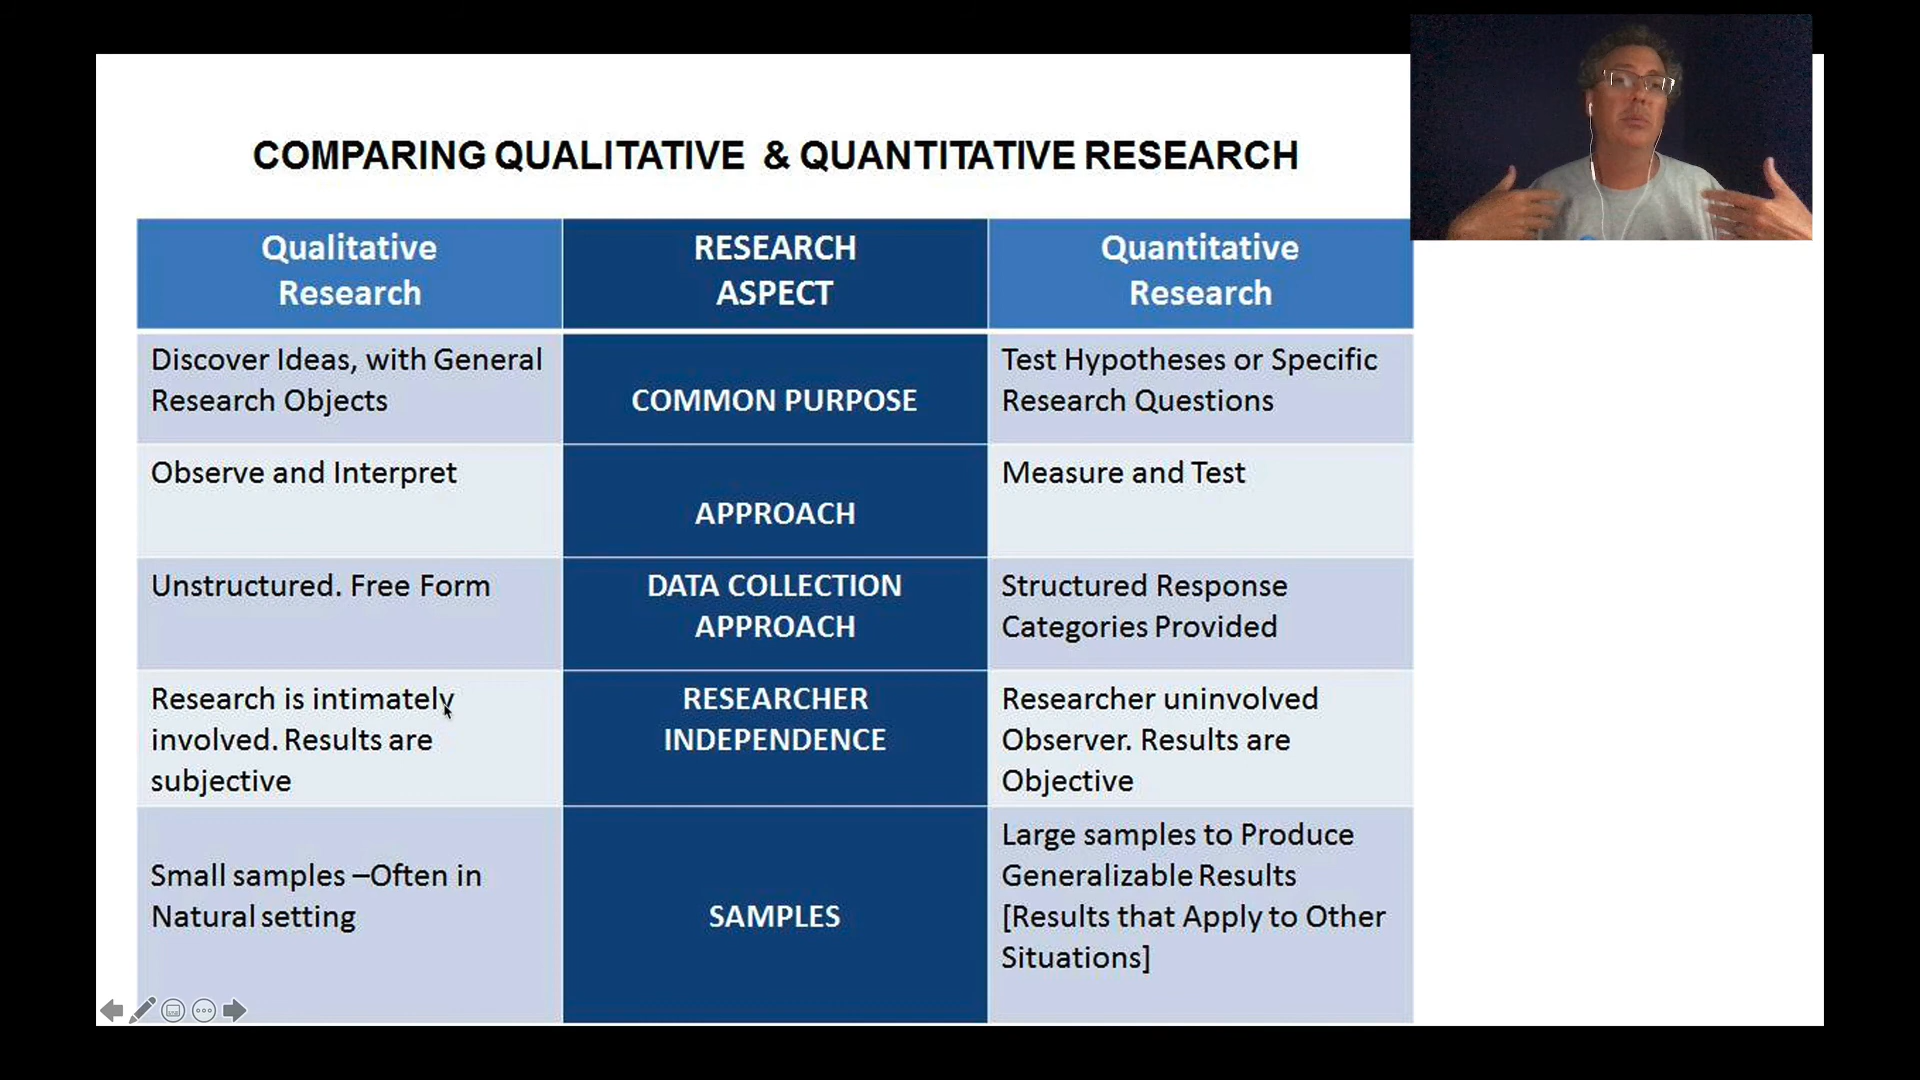 COMPARING QUALITATIVE & QUANTITATIVE RESEARCH
Qualitative
Research
RESEARCH
ASPECT
Quantitative
Research
Discover Ideas, with General
Research Objects
COMMON PURPOSE
Test Hypotheses or Specific
Research Questions
Observe and Interpret
APPROACH
Measure and Test
Unstructured. Free Form
DATA COLLECTION
APPROACH
Structured Response
Categories Provided
Research is intimately
involved. Results are
subjective
RESEARCHER
INDEPENDENCE
Researcher uninvolved
Observer. Results are
Objective
Small samples –Often in
Natural setting
SAMPLES
Large samples to Produce
Generalizable Results
[Results that Apply to Other
Situations]